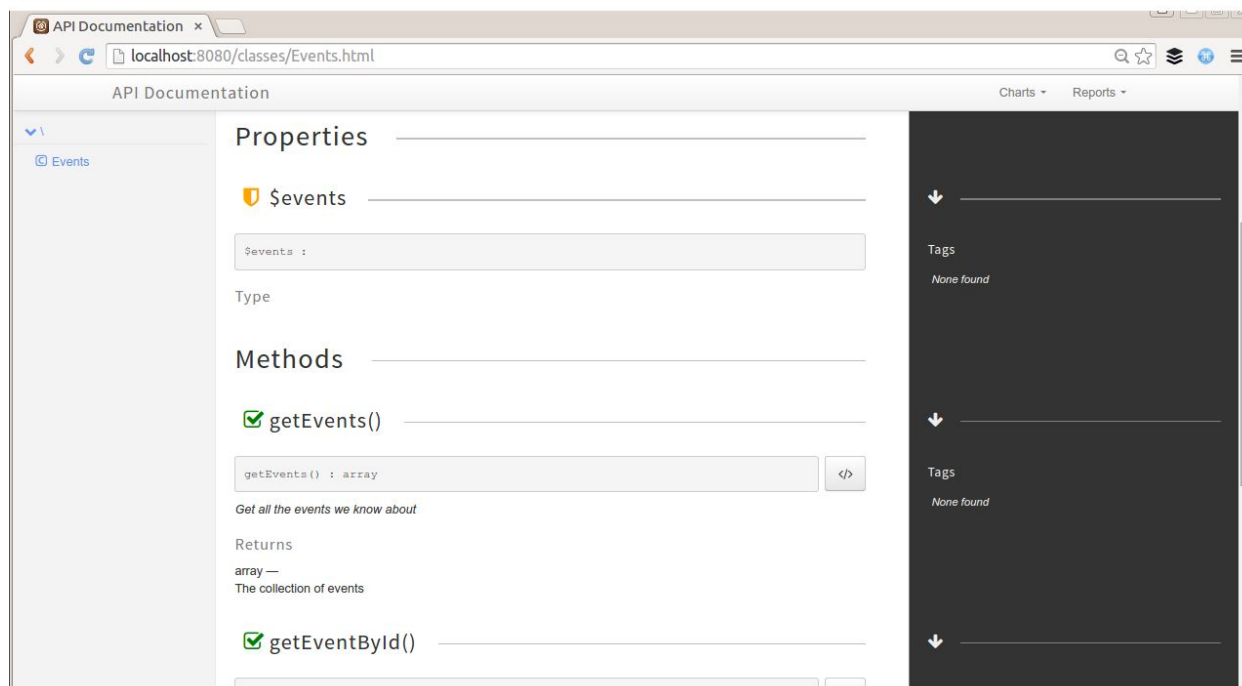 API Documentation ×
localhost:8080/classes/Events.html
API Documentation
Charts
Reports
\
Events
Properties
$events
$events :
Type
Tags
None found
Methods
getEvents()
getEvents() : array
</>
Get all the events we know about
Tags
None found
Returns
array —
The collection of events
getEventById()